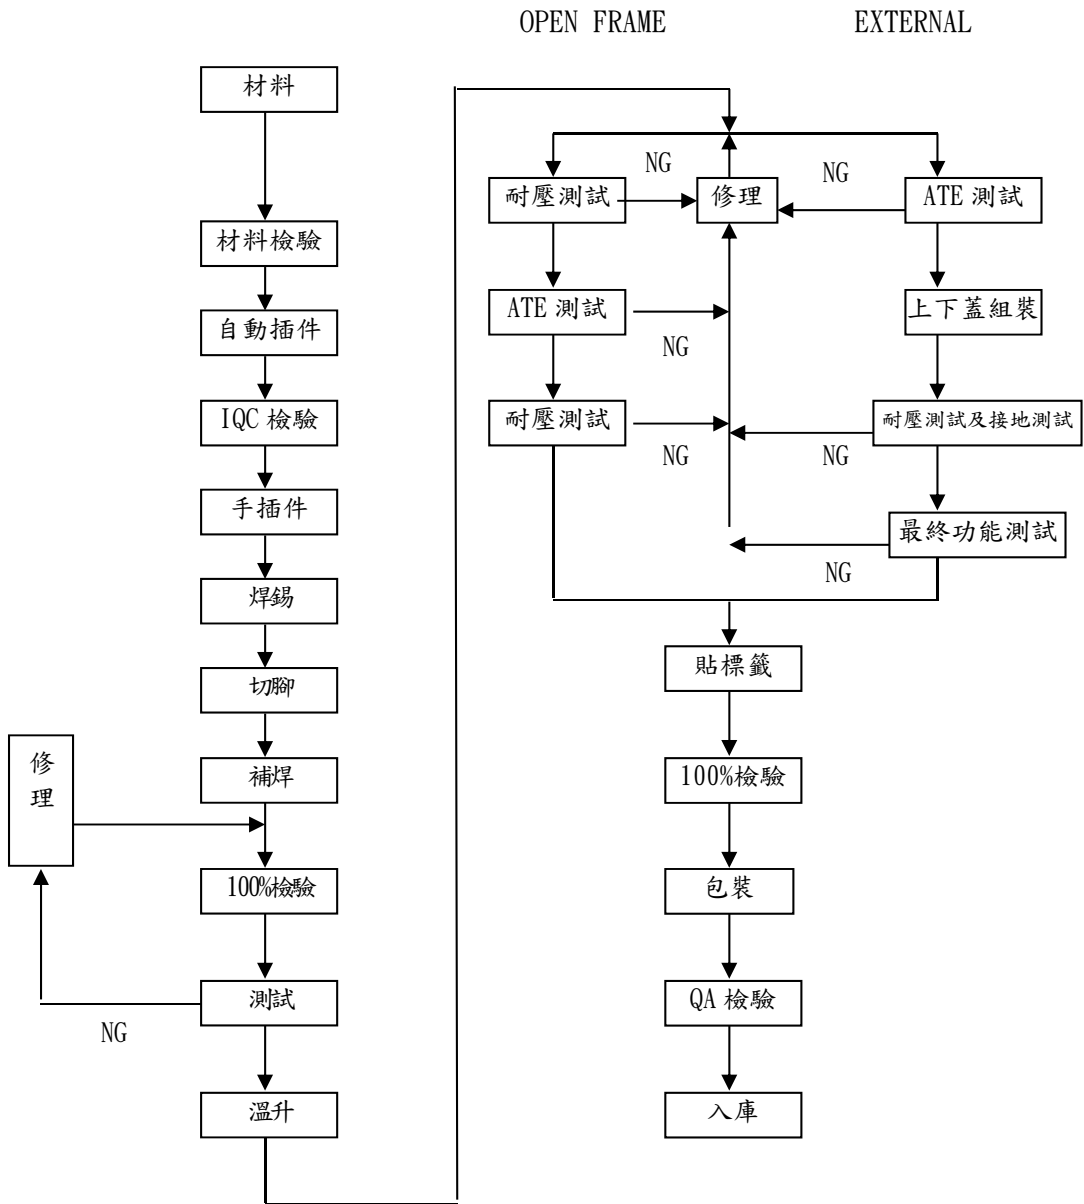 OPEN FRAME
EXTERNAL
材料
材料檢驗
自動插件
IQC 檢驗
手插件
焊錫
切腳
補焊
修
理
100%檢驗
測試
NG
溫升
耐壓測試
NG
修理
NG
ATE 測試
ATE 測試
NG
上下蓋組裝
耐壓測試
NG
NG
耐壓測試及接地測試
最終功能測試
NG
貼標籤
100%檢驗
包裝
QA 檢驗
入庫